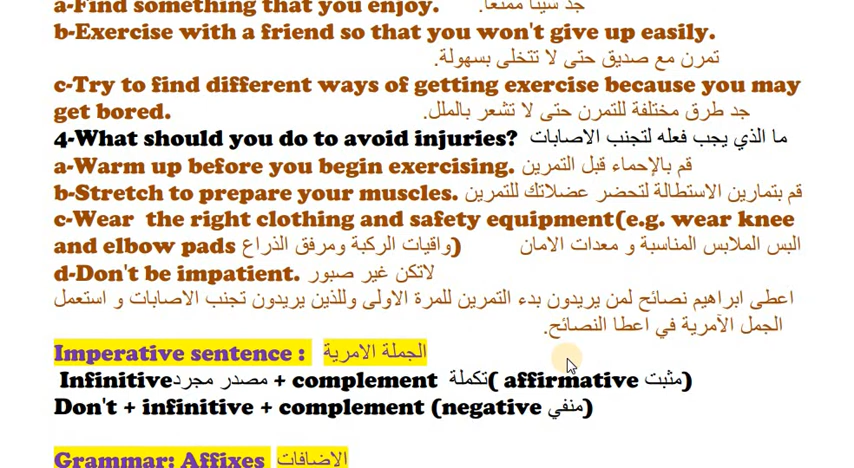 a-Find something that you enjoy. جد شيئا ممتعا.
b-Exercise with a friend so that you won't give up easily.
تمرن مع صديق حتى لا تتخلى بسهولة.
c-Try to find different ways of getting exercise because you may
get bored. جد طرق مختلفة للتمرن حتى لا تشعر بالملل.
4-What should you do to avoid injuries? ما الذي يجب فعله لتجنب الاصابات
a-Warm up before you begin exercising. قم بالإحماء قبل التمرين
b-Stretch to prepare your muscles. قم بتمارين الاستطالة لتحضر عضلاتك للتمرين
c-Wear the right clothing and safety equipment(e.g. wear knee
and elbow pads واقيات الركبة ومرفق الذراع) البس الملابس المناسبة و معدات الامان
d-Don't be impatient. لاتكن غير صبور
اعطى ابراهيم نصائح لمن يريدون بدء التمرين للمرة الاولى وللذين يريدون تجنب الاصابات و استعمل
الجمل الآمرية في اعطا النصائح.
Imperative sentence : الجملة الامرية
Infinitive مصدر مجرد + complement تكملة ( affirmative مثبت)
Don't + infinitive + complement (negative منفي)
Grammar: Affixes الاضافات